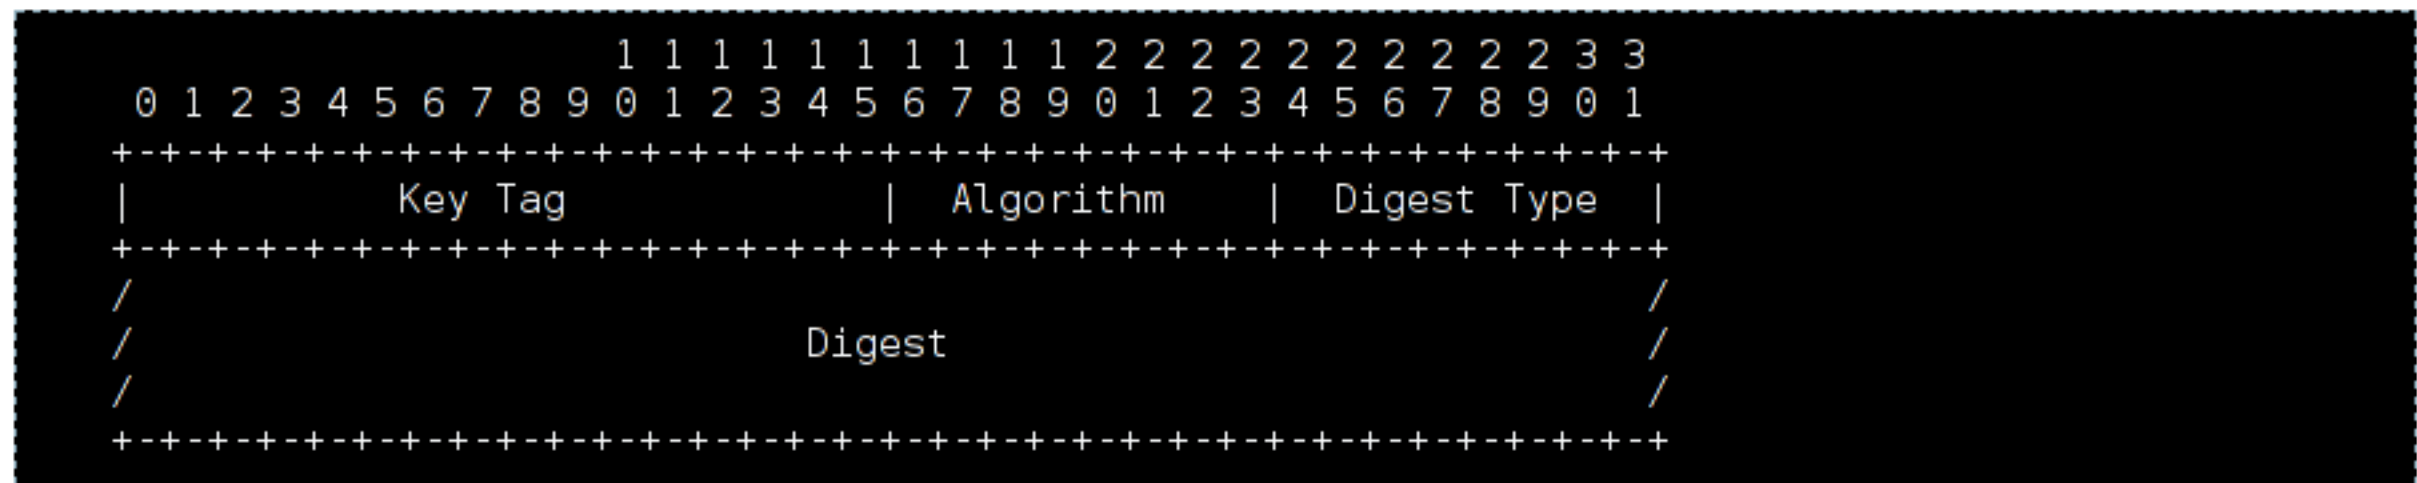 1 1 1 1 1 1 1 1 1 1 2 2 2 2 2 2 2 2 2 2 3 3
0 1 2 3 4 5 6 7 8 9 0 1 2 3 4 5 6 7 8 9 0 1 2 3 4 5 6 7 8 9 0 1
+-+-+-+-+-+-+-+-+-+-+-+-+-+-+-+-+-+-+-+-+-+-+-+-+-+-+-+-+-+-+-+-+
|           Key Tag             |  Algorithm    |  Digest Type  |
+-+-+-+-+-+-+-+-+-+-+-+-+-+-+-+-+-+-+-+-+-+-+-+-+-+-+-+-+-+-+-+-+
/                                                               /
/                            Digest                             /
/                                                               /
+-+-+-+-+-+-+-+-+-+-+-+-+-+-+-+-+-+-+-+-+-+-+-+-+-+-+-+-+-+-+-+-+